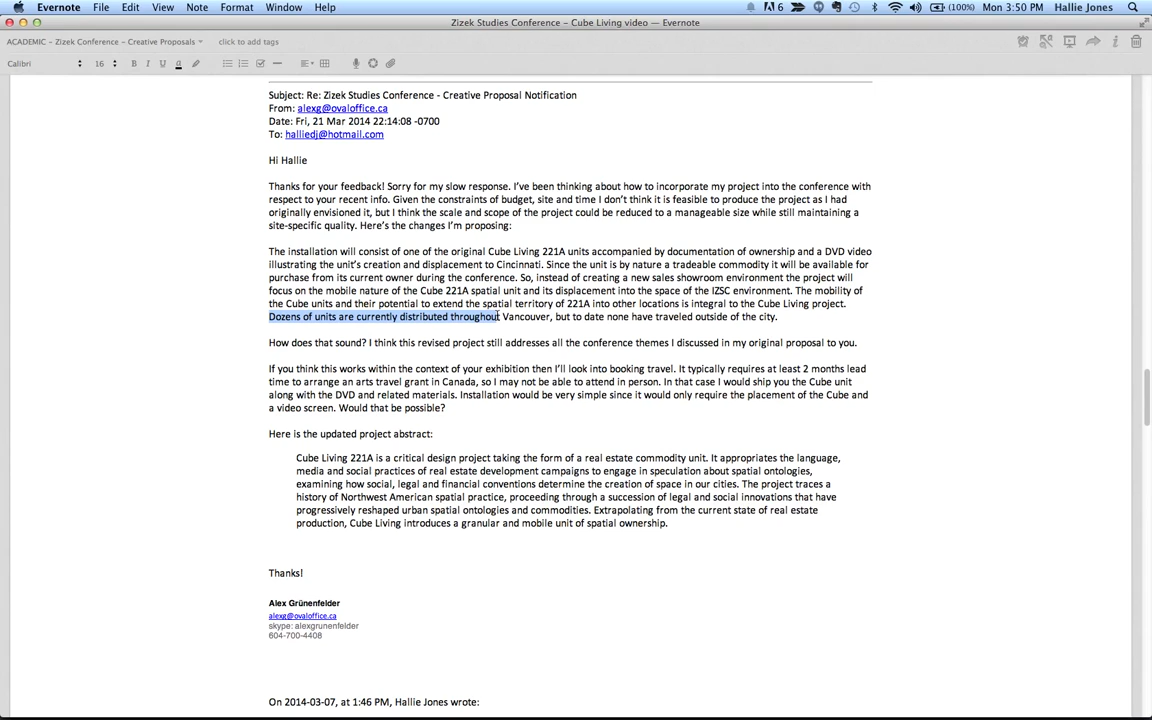 Evernote File Edit View Note Format Window Help 6 (100%) Mon 3:50 PM Hallie Jones
Zizek Studies Conference – Cube Living video — Evernote
ACADEMIC – Zizek Conference – Creative Proposals click to add tags
Calibri 16 B I U a
Subject: Re: Zizek Studies Conference - Creative Proposal Notification
From: alexg@ovaloffice.ca
Date: Fri, 21 Mar 2014 22:14:08 -0700
To: halliedj@hotmail.com
Hi Hallie
Thanks for your feedback! Sorry for my slow response. I've been thinking about how to incorporate my project into the conference with
respect to your recent info. Given the constraints of budget, site and time I don't think it is feasible to produce the project as I had
originally envisioned it, but I think the scale and scope of the project could be reduced to a manageable size while still maintaining a
site-specific quality. Here's the changes I'm proposing:
The installation will consist of one of the original Cube Living 221A units accompanied by documentation of ownership and a DVD video
illustrating the unit's creation and displacement to Cincinnati. Since the unit is by nature a tradeable commodity it will be available for
purchase from its current owner during the conference. So, instead of creating a new sales showroom environment the project will
focus on the mobile nature of the Cube 221A spatial unit and its displacement into the space of the IZSC environment. The mobility of
the Cube units and their potential to extend the spatial territory of 221A into other locations is integral to the Cube Living project.
Dozens of units are currently distributed throughout Vancouver, but to date none have traveled outside of the city.
How does that sound? I think this revised project still addresses all the conference themes I discussed in my original proposal to you.
If you think this works within the context of your exhibition then I'll look into booking travel. It typically requires at least 2 months lead
time to arrange an arts travel grant in Canada, so I may not be able to attend in person. In that case I would ship you the Cube unit
along with the DVD and related materials. Installation would be very simple since it would only require the placement of the Cube and
a video screen. Would that be possible?
Here is the updated project abstract:
Cube Living 221A is a critical design project taking the form of a real estate commodity unit. It appropriates the language,
media and social practices of real estate development campaigns to engage in speculation about spatial ontologies,
examining how social, legal and financial conventions determine the creation of space in our cities. The project traces a
history of Northwest American spatial practice, proceeding through a succession of legal and social innovations that have
progressively reshaped urban spatial ontologies and commodities. Extrapolating from the current state of real estate
production, Cube Living introduces a granular and mobile unit of spatial ownership.
Thanks!
Alex Grünenfelder
alexg@ovaloffice.ca
skype: alexgrunenfelder
604-700-4408
On 2014-03-07, at 1:46 PM, Hallie Jones wrote: